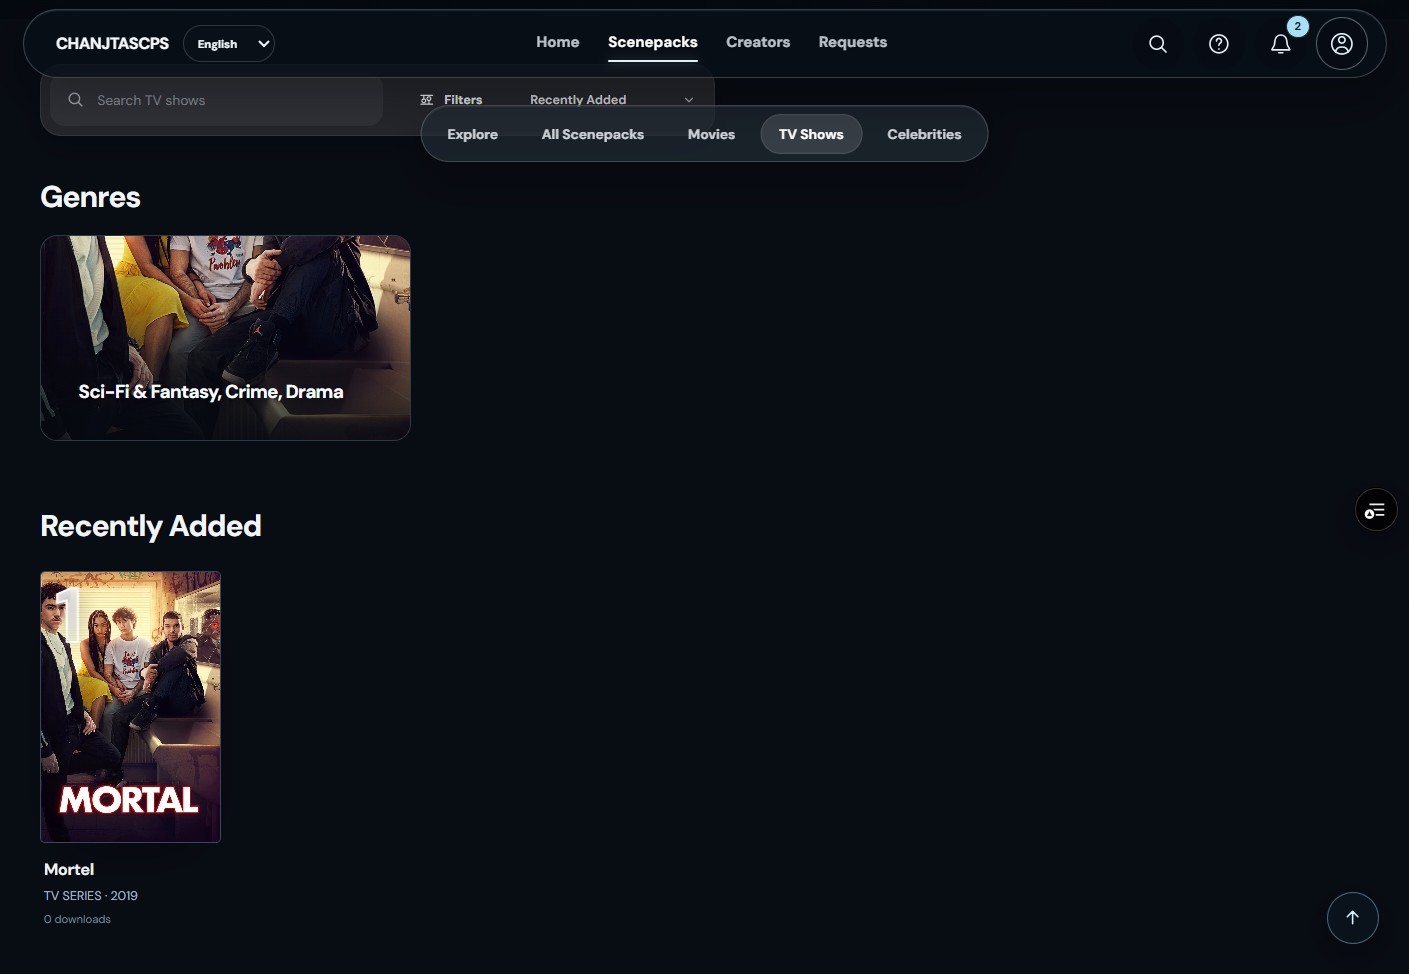 CHANJTASCPS
English
Home
Scenepacks
Creators
Requests
2
Search TV shows
Filters
Recently Added
Explore
All Scenepacks
Movies
TV Shows
Celebrities
Genres
Sci-Fi & Fantasy, Crime, Drama
Recently Added
1
MORTAL
Mortel
TV SERIES · 2019
0 downloads